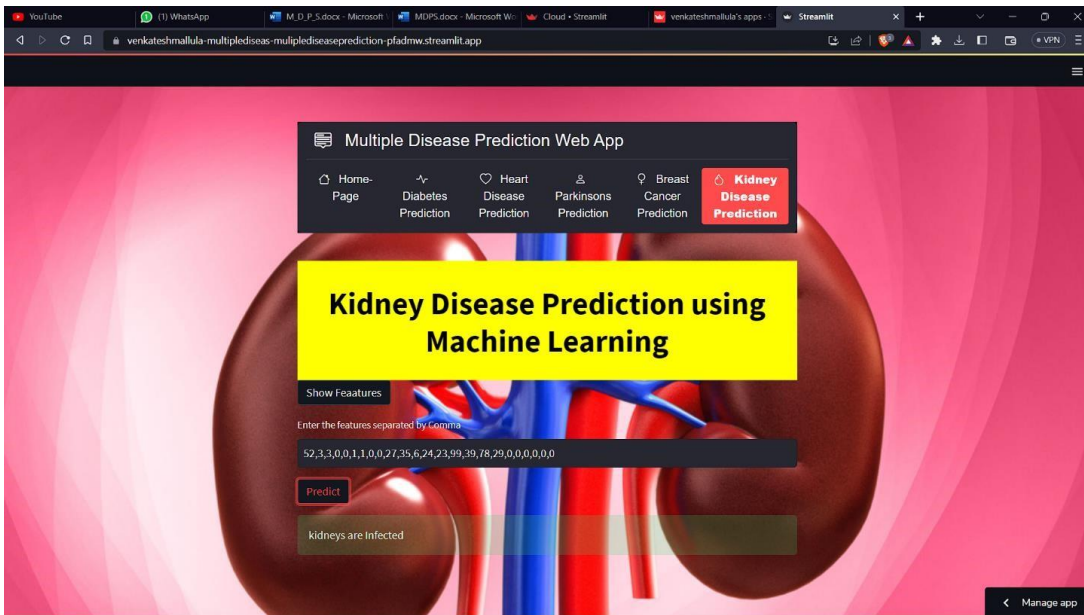 YouTube
(1) WhatsApp
M_D_P_S.docx - Microsoft
MDPS.docx - Microsoft Wo
Cloud • Streamlit
venkateshmallula's apps · S
Streamlit
venkateshmallula-multiplediseas-muliplediseaseprediction-pfadmw.streamlit.app
VPN
Multiple Disease Prediction Web App
Home-
Page
Diabetes
Prediction
Heart
Disease
Prediction
Parkinsons
Prediction
Breast
Cancer
Prediction
Kidney
Disease
Prediction
Kidney Disease Prediction using
Machine Learning
Show Feaatures
Enter the features separated by Comma
52,3,3,0,0,1,1,0,0,27,35,6,24,23,99,39,78,29,0,0,0,0,0,0
Predict
kidneys are Infected
Manage app